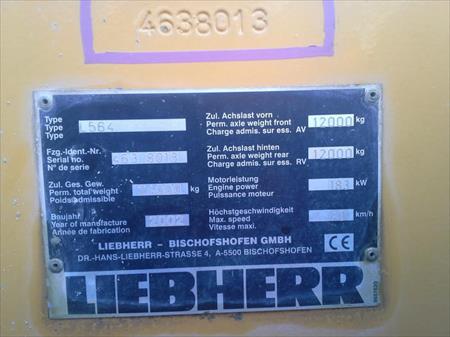 4638013
Type
Type L564
Type
Fzg.-Ident.-Nr.
Serial no.
N° de série
Zul. Ges. Gew.
Perm. total weight kg
Poids admissible
Baujahr
Year of manufacture 2002
Année de fabrication
Zul. Achslast vorn
Perm. axle weight front 12000 kg
Charge admis. sur ess. AV
Zul. Achslast hinten
Perm. axle weight rear 12000 kg
Charge admis. sur ess. RV
Motorleistung
Engine power 183 kW
Puissance moteur
Höchstgeschwindigkeit
Max. speed km/h
Vitesse maxi.
LIEBHERR - BISCHOFSHOFEN GMBH
DR.-HANS-LIEBHERR-STRASSE 4, A-5500 BISCHOFSHOFEN
CE
LIEBHERR